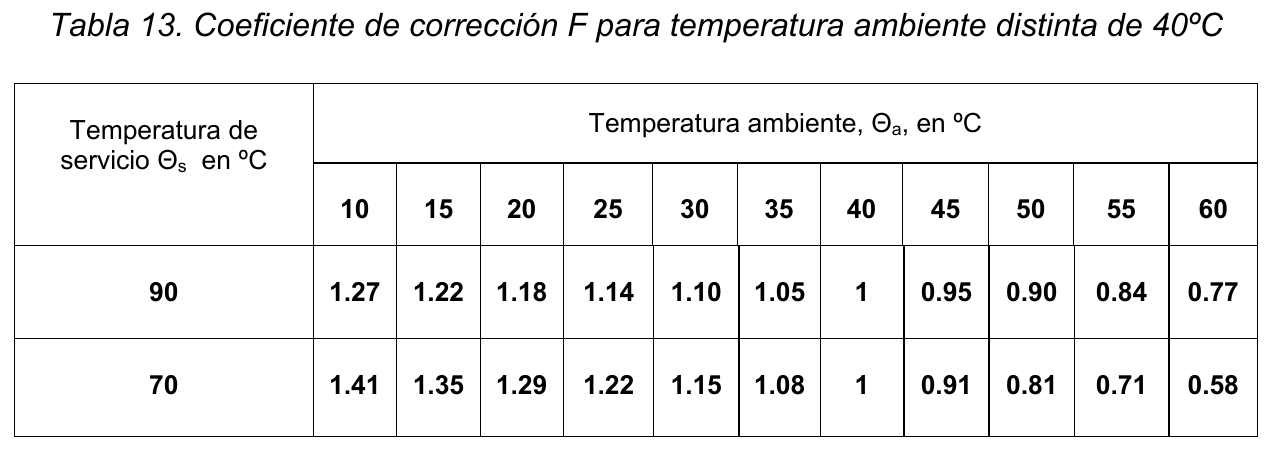 Tabla 13. Coeficiente de corrección F para temperatura ambiente distinta de 40ºC
Temperatura de
servicio Θs en ºC
Temperatura ambiente, Θa, en ºC
10 15 20 25 30 35 40 45 50 55 60
90 1.27 1.22 1.18 1.14 1.10 1.05 1 0.95 0.90 0.84 0.77
70 1.41 1.35 1.29 1.22 1.15 1.08 1 0.91 0.81 0.71 0.58